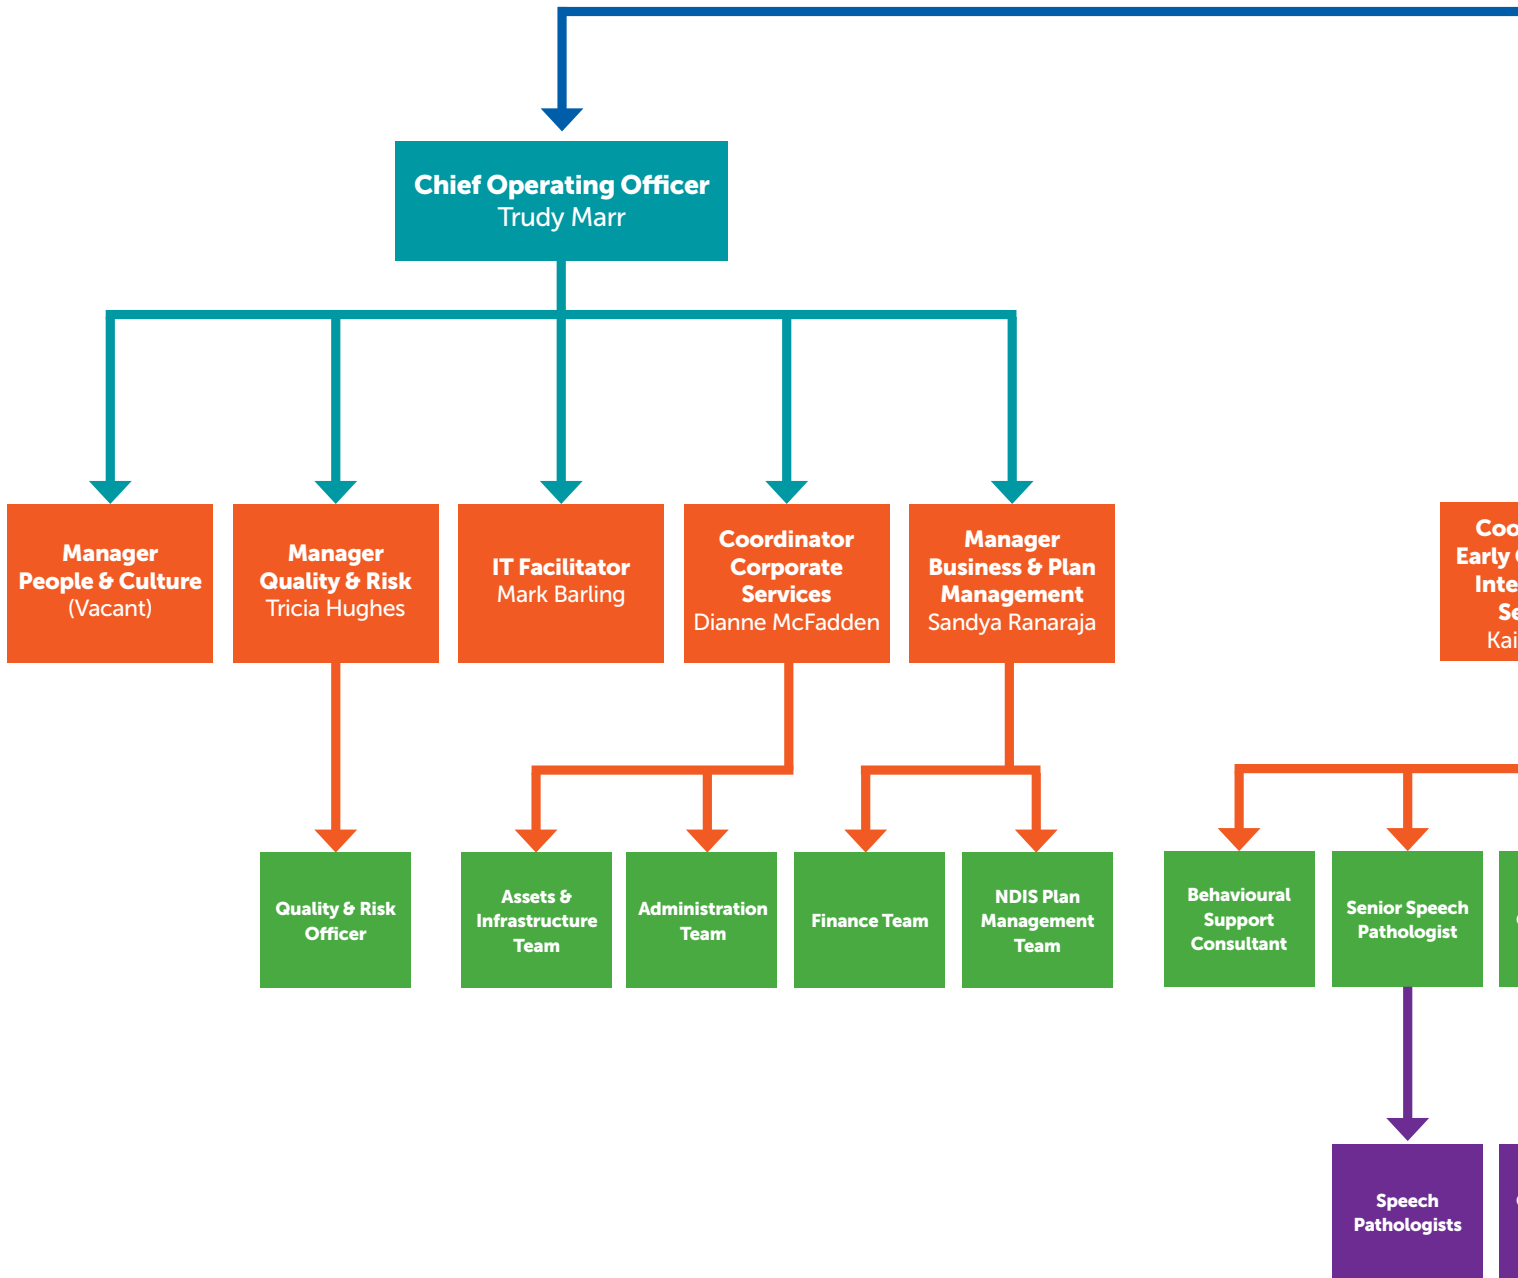 Chief Operating Officer
Trudy Marr
Manager
People & Culture
(Vacant)
Manager
Quality & Risk
Tricia Hughes
IT Facilitator
Mark Barling
Coordinator
Corporate
Services
Dianne McFadden
Manager
Business & Plan
Management
Sandya Ranaraja
Early
Quality & Risk
Officer
Assets &
Infrastructure
Team
Administration
Team
Finance Team
NDIS Plan
Management
Team
Behavioural
Support
Consultant
Senior Speech
Pathologist
Speech
Pathologists